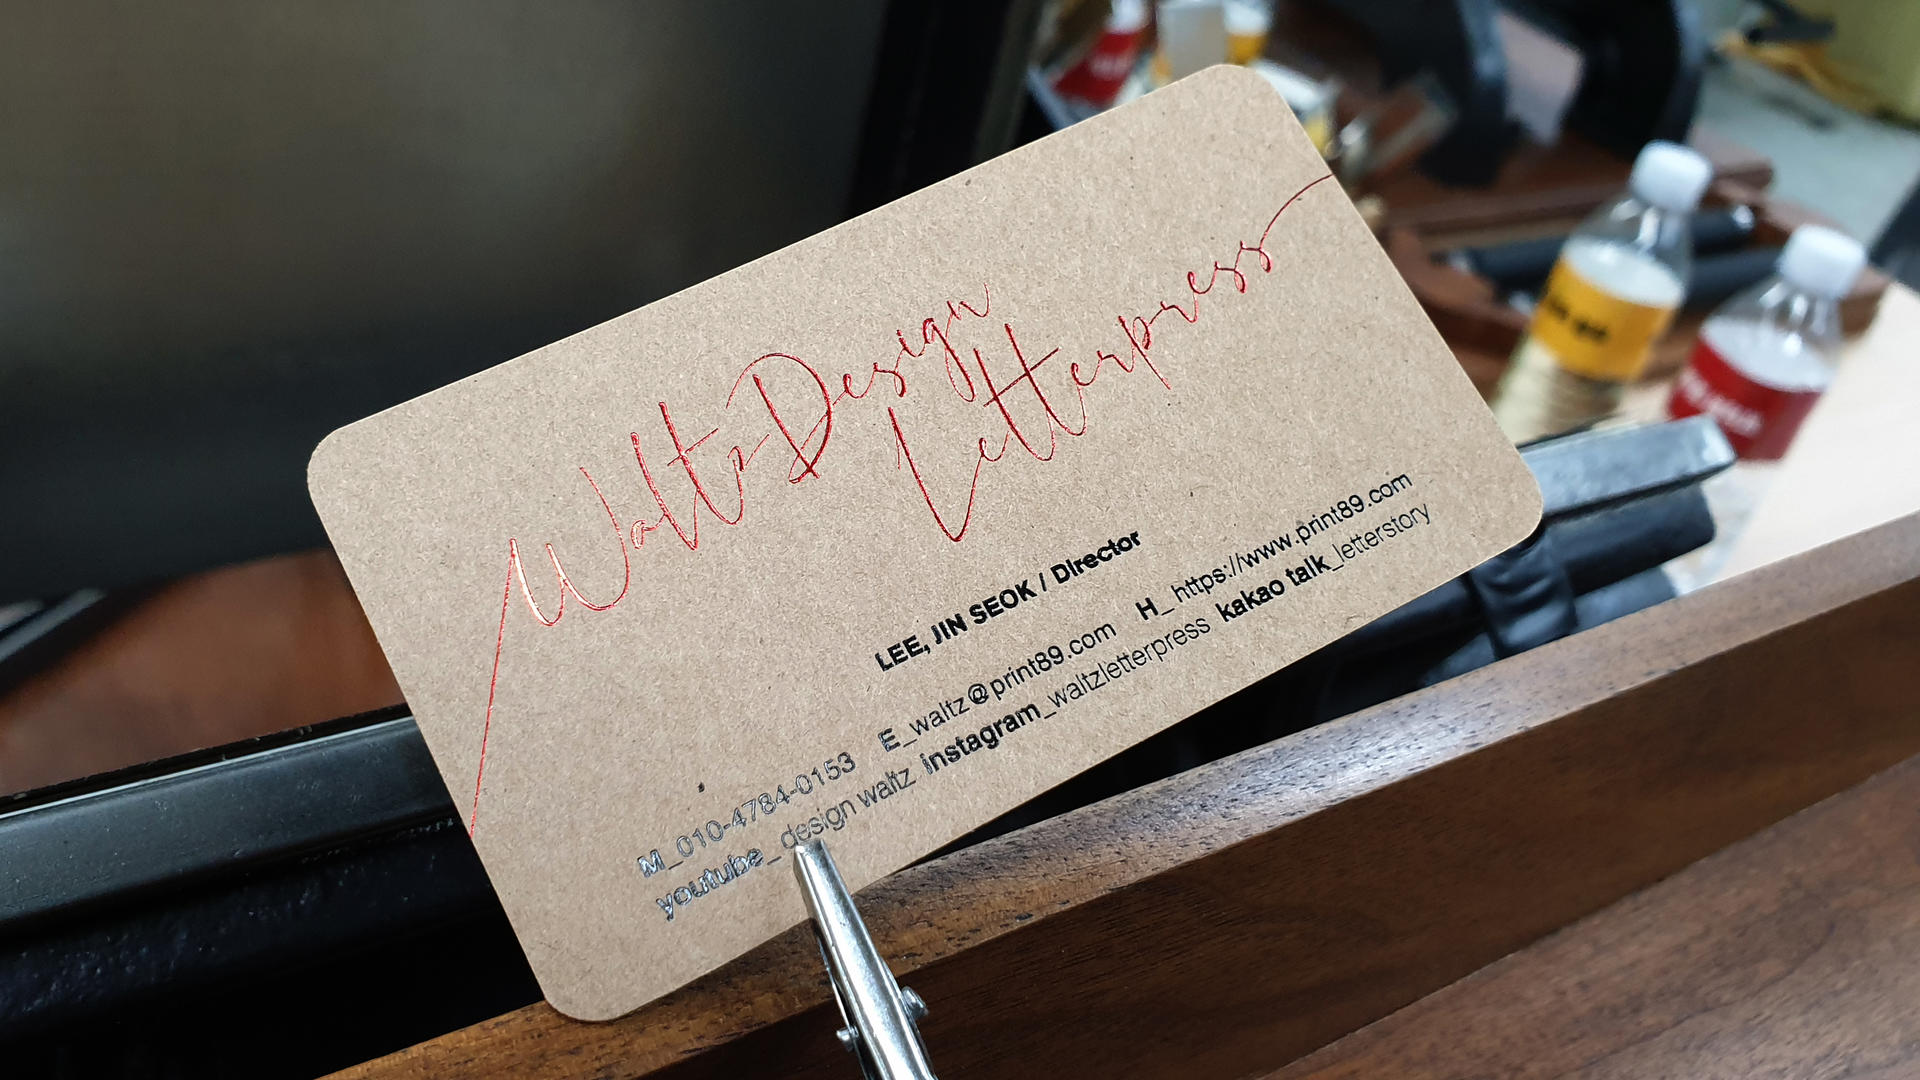 Waltz Design
Letterpress
LEE, JIN SEOK / Director
M_010-4784-0153 E_waltz@print89.com H_https://www.print89.com
youtube_design waltz instagram_waltzletterpress kakao talk_letterstory